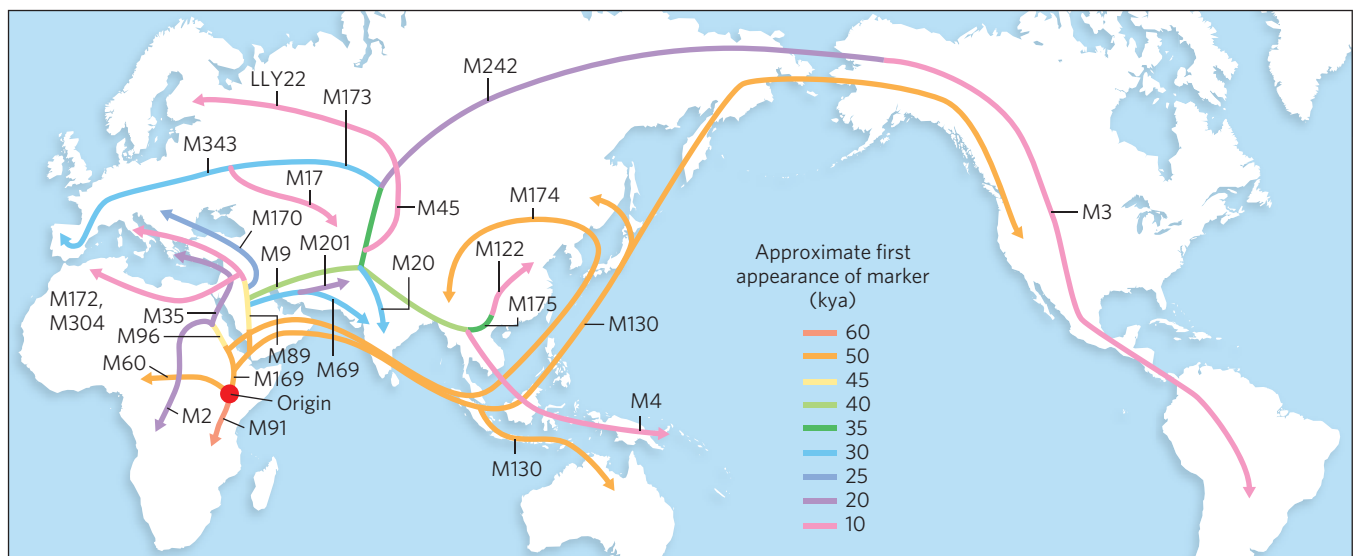 LLY22
M242
M173
M343
M17
M174
M170
M45
M3
M201
M9
M122
M20
M175
M172,
M304
M35
M130
M96
M89
M69
M60
M169
Origin
M2
M91
M4
M130
Approximate first
appearance of marker
(kya)
60
50
45
40
35
30
25
20
10